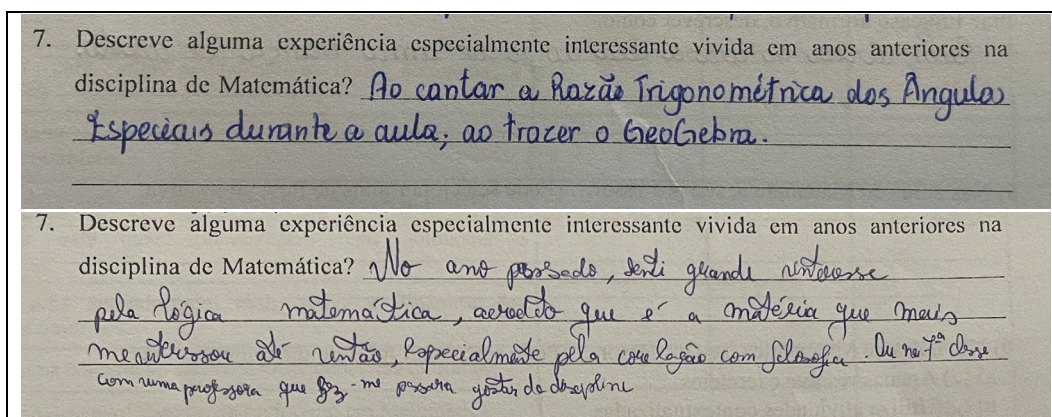 7. Descreve alguma experiência especialmente interessante vivida em anos anteriores na
disciplina de Matemática? Ao cantar a Razão Trigonométrica dos Ângulos
Especiais durante a aula; ao trazer o GeoGebra.
7. Descreve alguma experiência especialmente interessante vivida em anos anteriores na
disciplina de Matemática? No ano passado, senti grande interesse
pela lógica matemática, acredito que é a matéria que mais
me interessou até então, Especialmente pela correlação com filosofia. Ou na 7ª classe
com uma professora que fez-me passar a gostar da disciplina